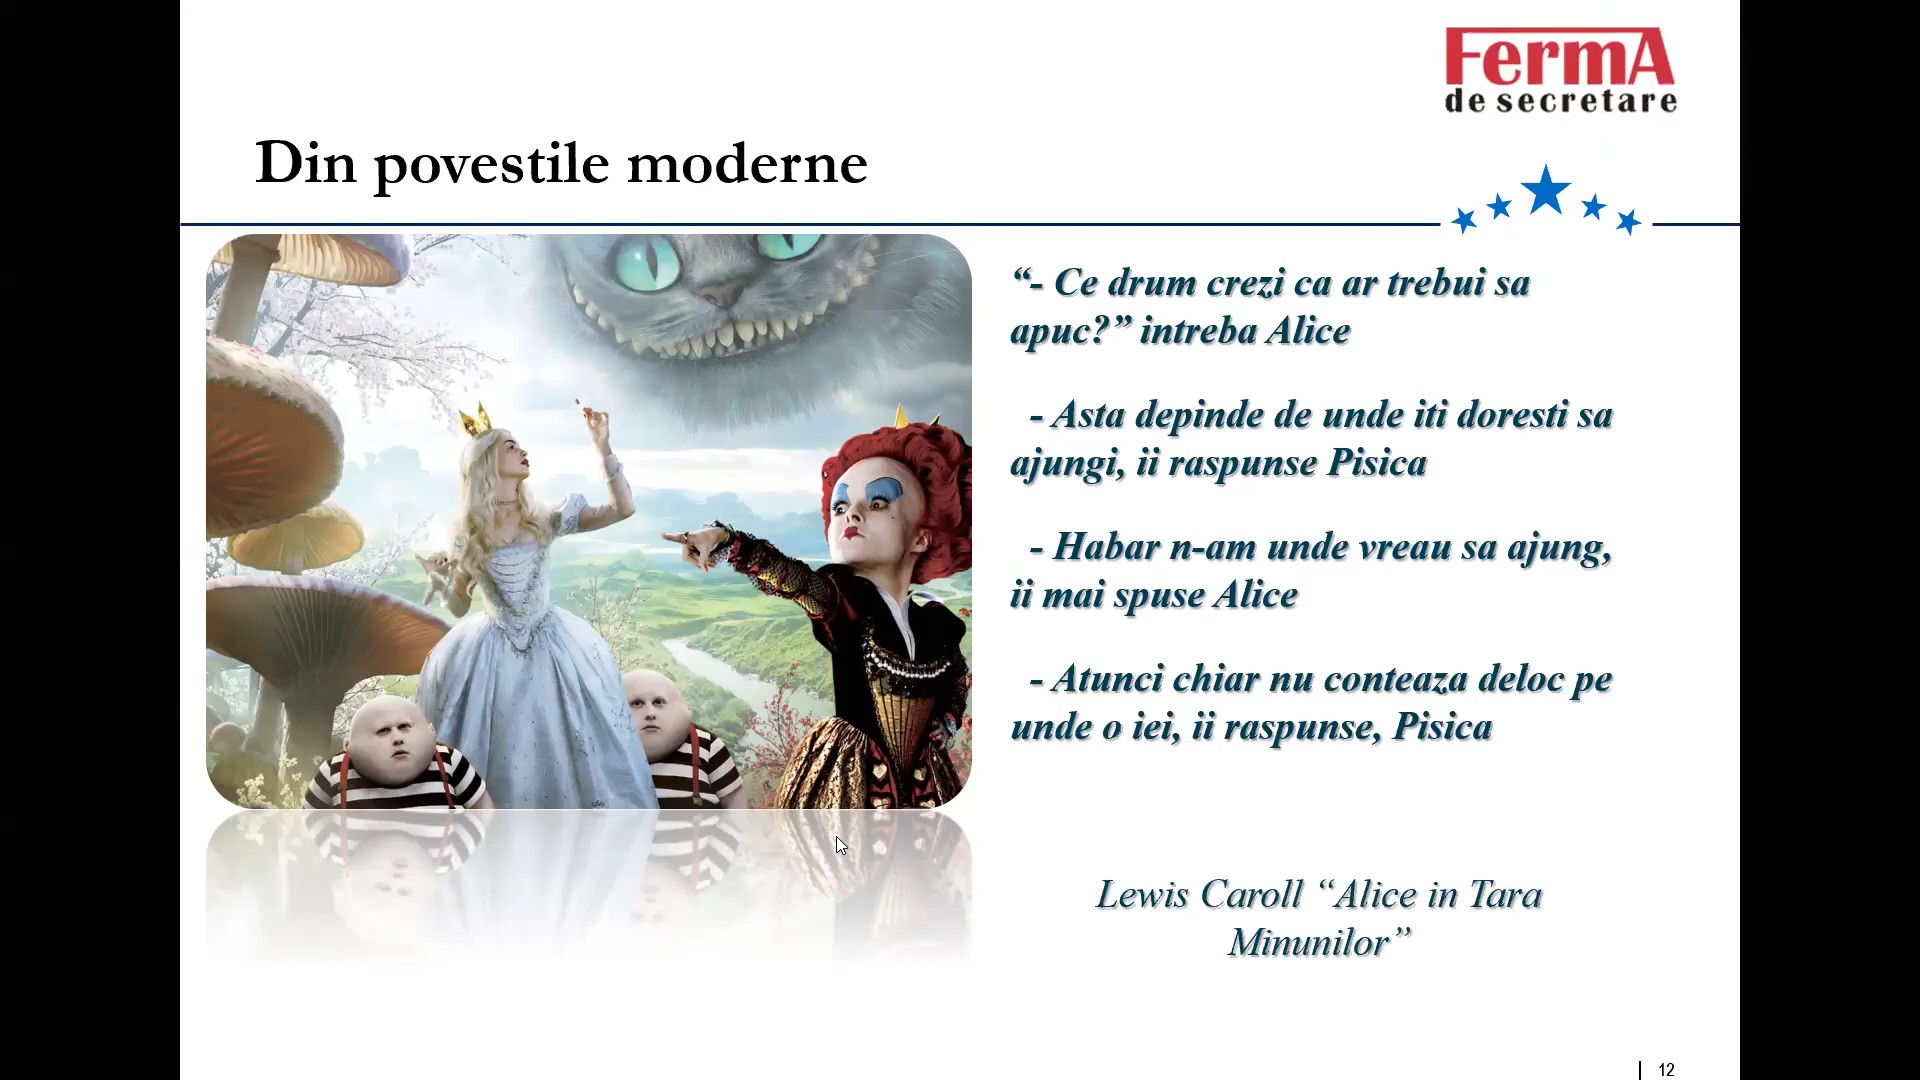 FermA
de secretare
Din povestile moderne
“- Ce drum crezi ca ar trebui sa
apuc?” intreba Alice
- Asta depinde de unde iti doresti sa
ajungi, ii raspunse Pisica
- Habar n-am unde vreau sa ajung,
ii mai spuse Alice
- Atunci chiar nu conteaza deloc pe
unde o iei, ii raspunse, Pisica
Lewis Caroll “Alice in Tara
Minunilor”
12